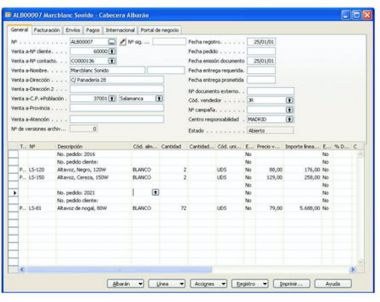 ALB00007 Marcblanc Sonido - Cabecera Albarán
General Facturación Envíos Pagos Internacional Portal de negocio
Nº ALB00007 Nº sig. Fecha registro 25/01/01
Venta a-Nº cliente 60000 Fecha pedido
Venta a-Nº contacto CO000136 Fecha emisión documento 25/01/01
Venta a-Nombre Marcblanc Sonido Fecha entrega requerida
Venta a-Dirección C/ Panadería 28 Fecha entrega prometida
Venta a-Dirección 2 Nº documento externo
Venta a-C.P.+Población 37001 Salamanca Cód. vendedor JR
Venta a-Provincia Nº campaña
Venta a-Atención Centro responsabilidad MADRID
Nº de versiones archiv... 0 Estado Abierto
T... Nº Descripción Cód. alm... Cantidad Cantidad... Cód. uni... E... Precio v... Importe línea... E... % D... C
No. pedido: 2016 No No
No. pedido cliente: No No
P... LS-120 Altavoz, Negro, 120W BLANCO 2 UDS No 88,00 176,00 No
P... LS-150 Altavoz, Cereza, 150W BLANCO 2 UDS No 129,00 258,00 No
No No
No. pedido: 2021 No No
No. pedido cliente: No No
P... LS-81 Altavoz de nogal, 80W BLANCO 72 UDS No 79,00 5.688,00 No
Albarán Línea Acciones Registro Imprimir... Ayuda